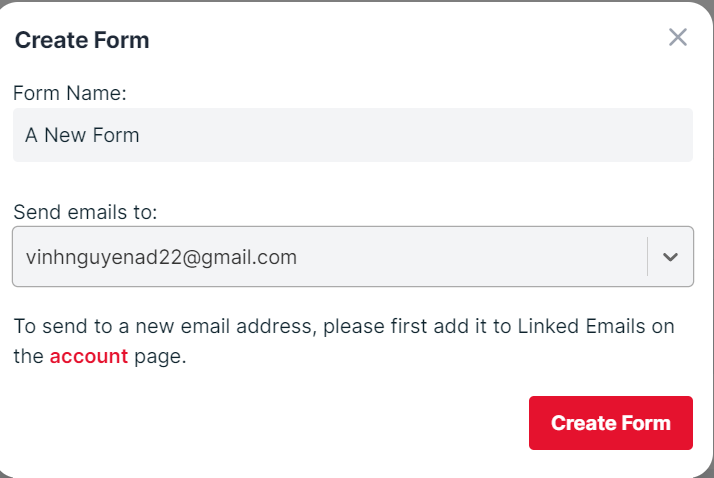 Create Form
Form Name:
A New Form
Send emails to:
vinhnguyenad22@gmail.com
To send to a new email address, please first add it to Linked Emails on
the account page.
Create Form